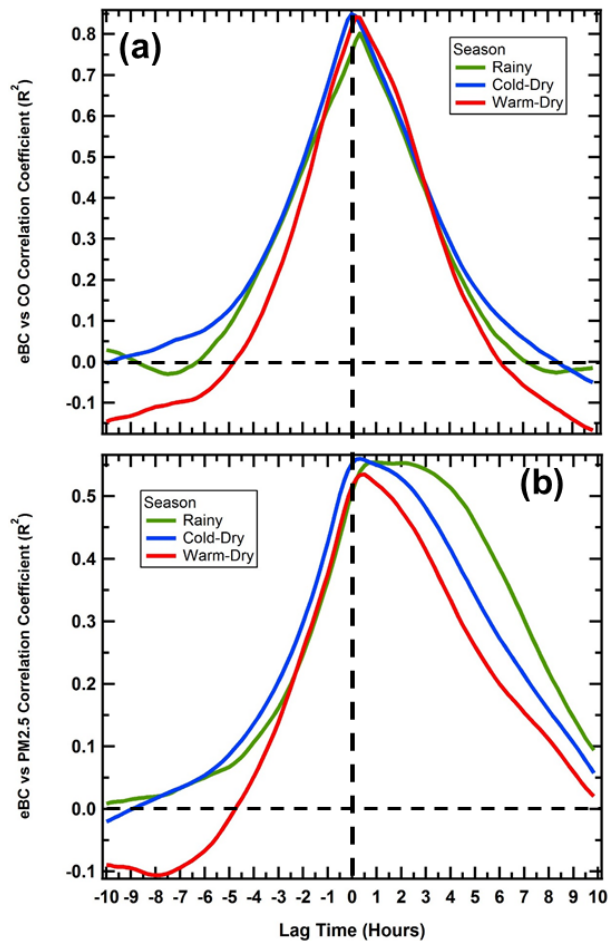 (a)
eBC vs CO Correlation Coefficient (R²)
0.8
0.7
0.6
0.5
0.4
0.3
0.2
0.1
0.0
-0.1
Season
Rainy
Cold-Dry
Warm-Dry
(b)
eBC vs PM2.5 Correlation Coefficient (R²)
0.5
0.4
0.3
0.2
0.1
0.0
-0.1
Season
Rainy
Cold-Dry
Warm-Dry
-10 -9 -8 -7 -6 -5 -4 -3 -2 -1 0 1 2 3 4 5 6 7 8 9 10
Lag Time (Hours)